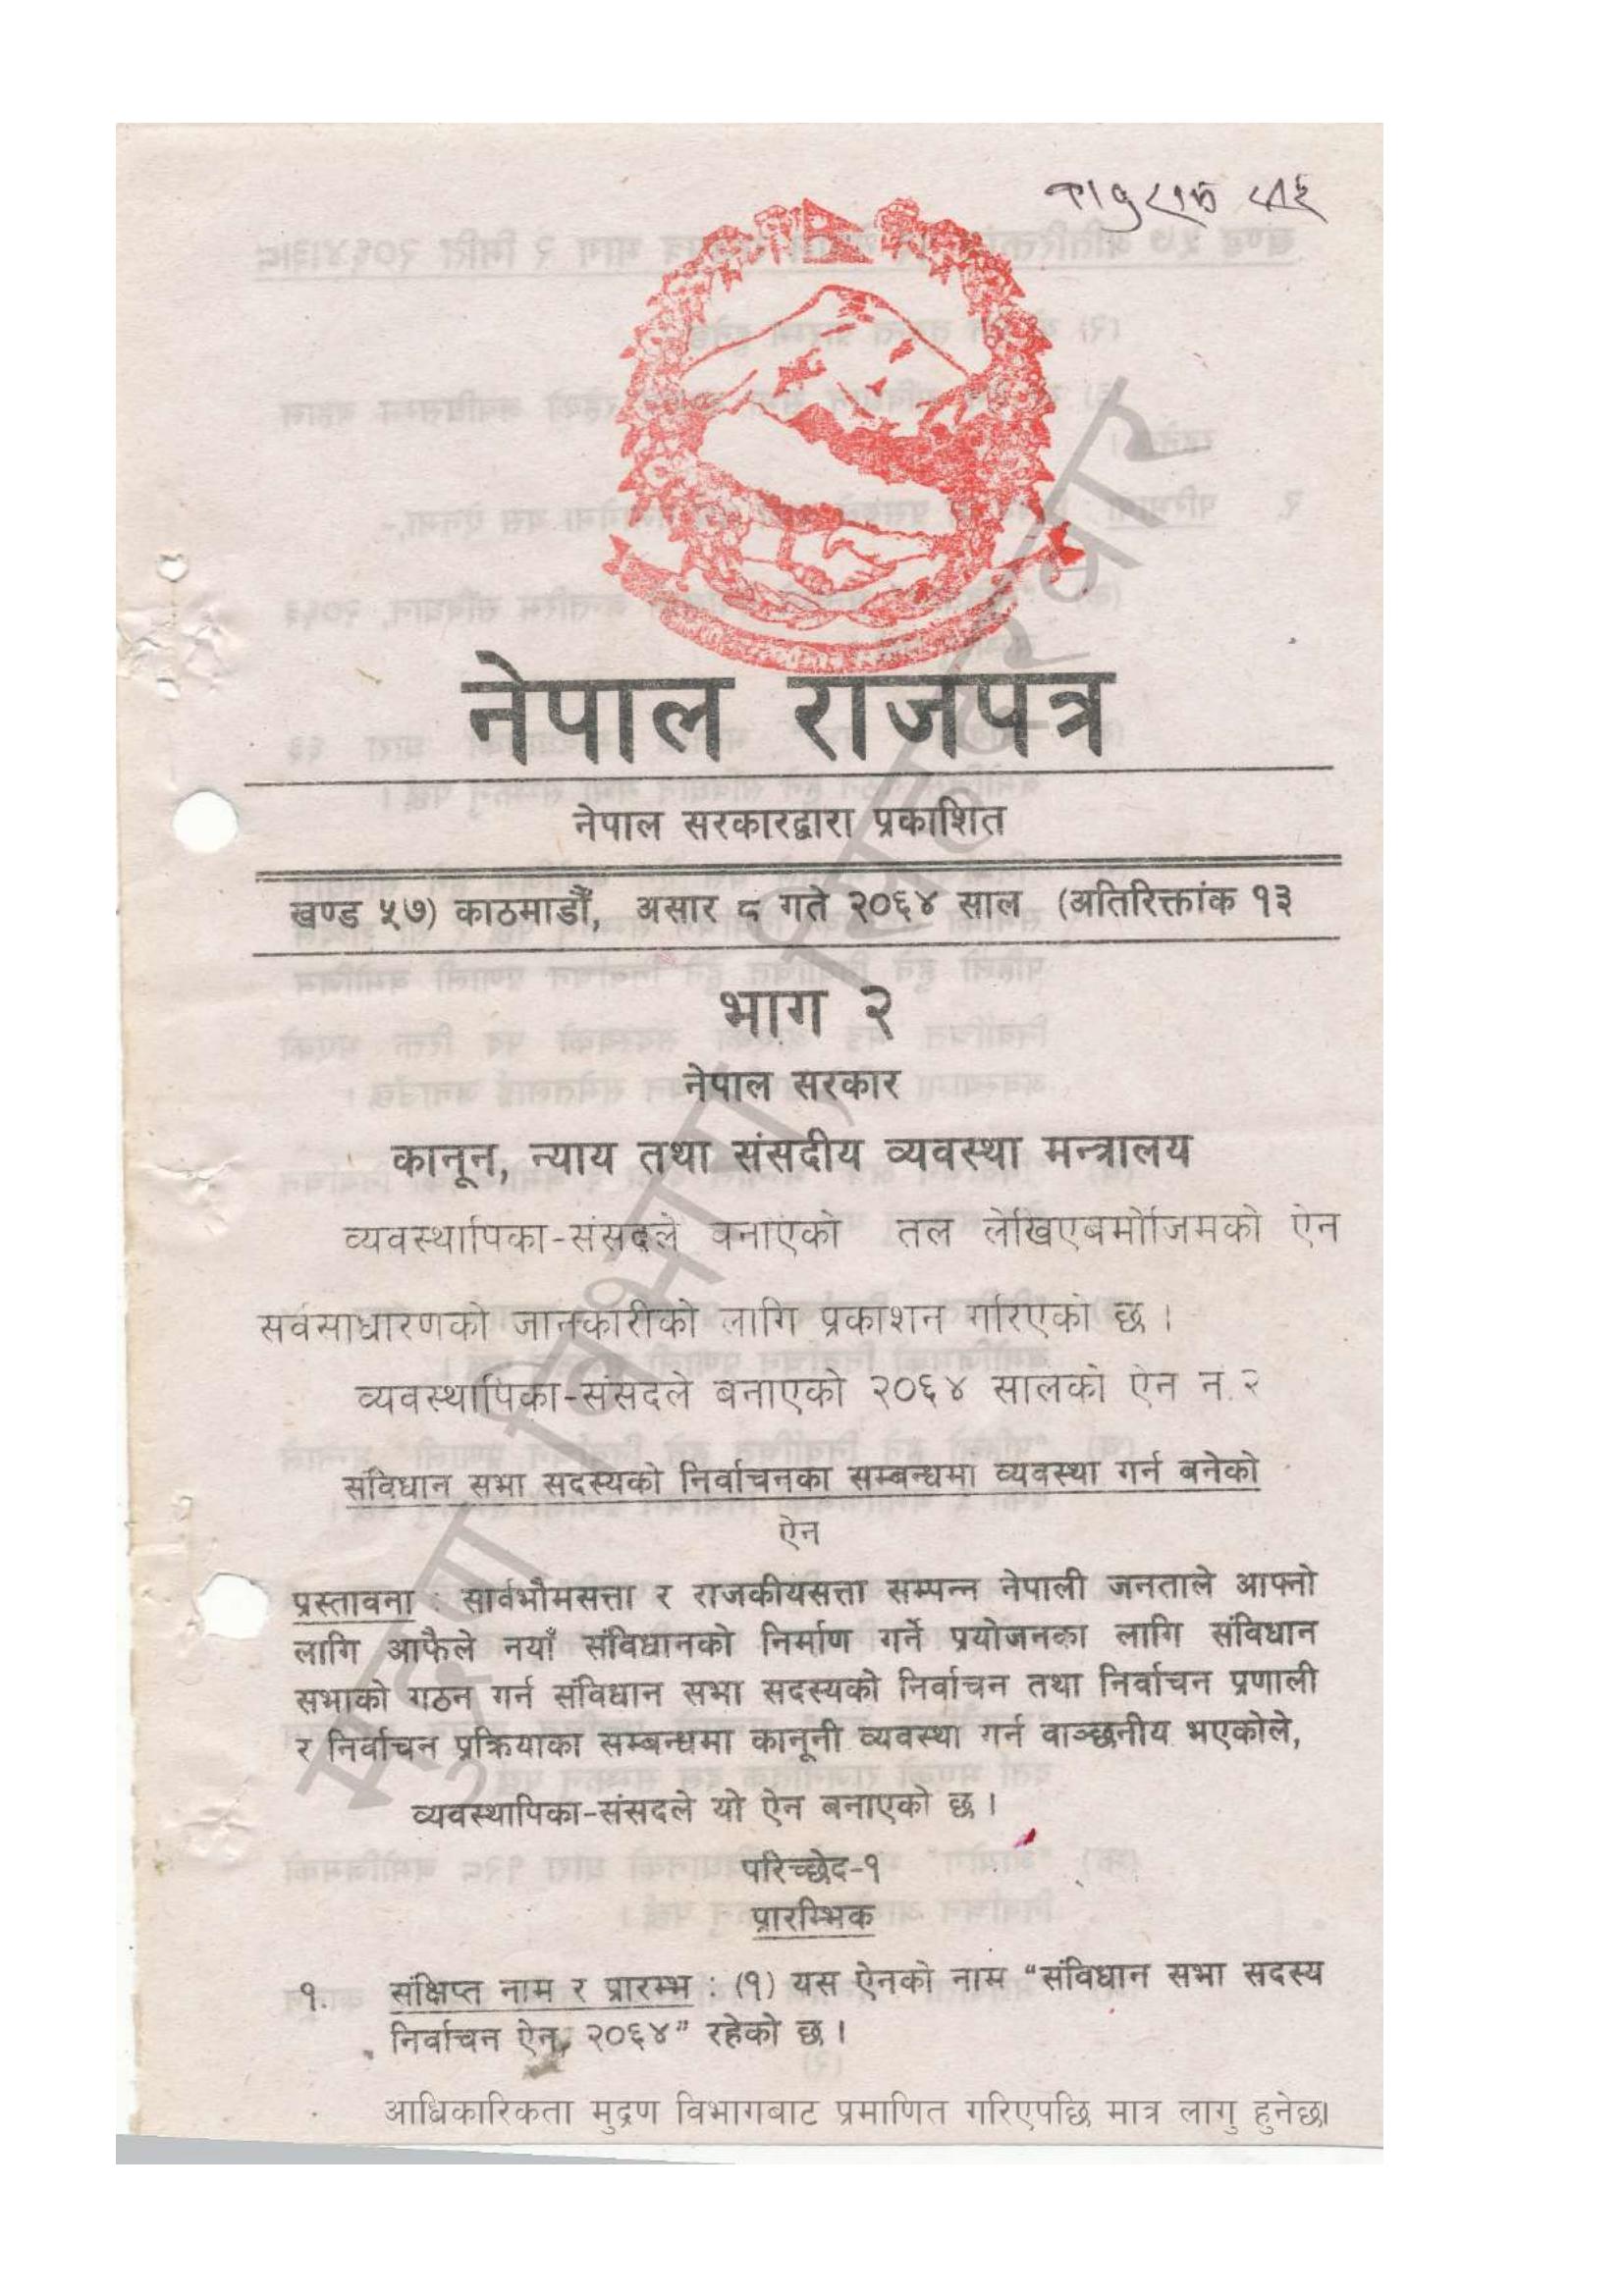 नेपाल राजपत्र
नेपाल सरकारद्वारा प्रकाशित
खण्ड ५७) काठमाडौँ, असार ८ गते २०६४ साल (अतिरिक्तांक १३
भाग २
नेपाल सरकार
कानून, न्याय तथा संसदीय व्यवस्था मन्त्रालय
व्यवस्थापिका-संसदले बनाएको तल लेखिएबमोजिमको ऐन
सर्वसाधारणको जानकारीको लागि प्रकाशन गरिएको छ ।
व्यवस्थापिका-संसदले बनाएको २०६४ सालको ऐन न. २
संविधान सभा सदस्यको निर्वाचनका सम्बन्धमा व्यवस्था गर्न बनेको
ऐन
प्रस्तावना : सार्वभौमसत्ता र राजकीयसत्ता सम्पन्न नेपाली जनताले आफ्नो
लागि आफैले नयाँ संविधानको निर्माण गर्ने प्रयोजनका लागि संविधान
सभाको गठन गर्न संविधान सभा सदस्यको निर्वाचन तथा निर्वाचन प्रणाली
र निर्वाचन प्रक्रियाका सम्बन्धमा कानूनी व्यवस्था गर्न वाञ्छनीय भएकोले,
व्यवस्थापिका-संसदले यो ऐन बनाएको छ ।
परिच्छेद-१
प्रारम्भिक
१. संक्षिप्त नाम र प्रारम्भ : (१) यस ऐनको नाम "संविधान सभा सदस्य
निर्वाचन ऐन, २०६४" रहेको छ ।
आधिकारिकता मुद्रण विभागबाट प्रमाणित गरिएपछि मात्र लागु हुनेछ।